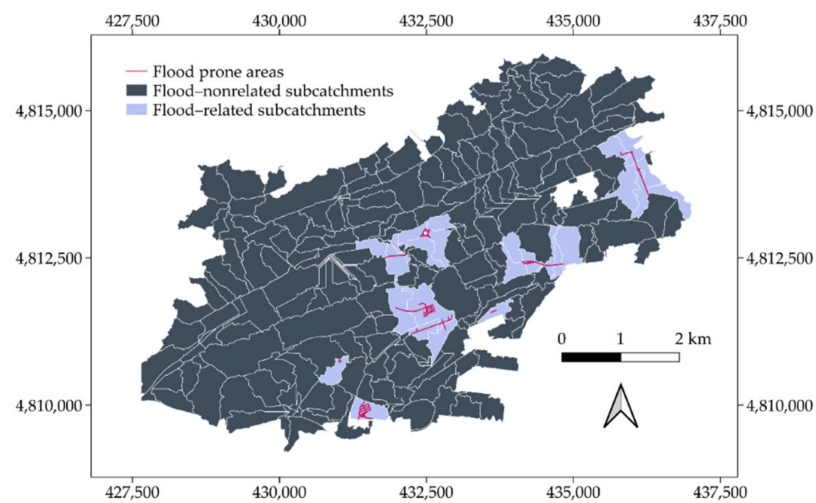 427,500 430,000 432,500 435,000 437,500
Flood prone areas
Flood–nonrelated subcatchments
Flood–related subcatchments
4,815,000 4,815,000
4,812,500 4,812,500
0 1 2 km
4,810,000 4,810,000
427,500 430,000 432,500 435,000 437,500